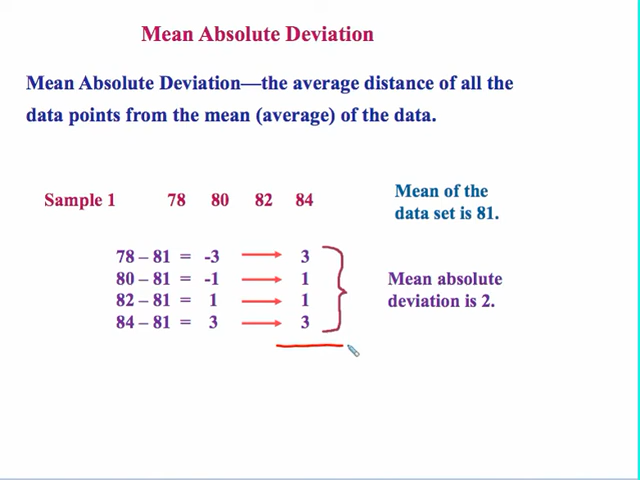 Mean Absolute Deviation
Mean Absolute Deviation—the average distance of all the
data points from the mean (average) of the data.
Sample 1 78 80 82 84
Mean of the
data set is 81.
78 – 81 = -3 → 3
80 – 81 = -1 → 1
82 – 81 = 1 → 1
84 – 81 = 3 → 3
Mean absolute
deviation is 2.